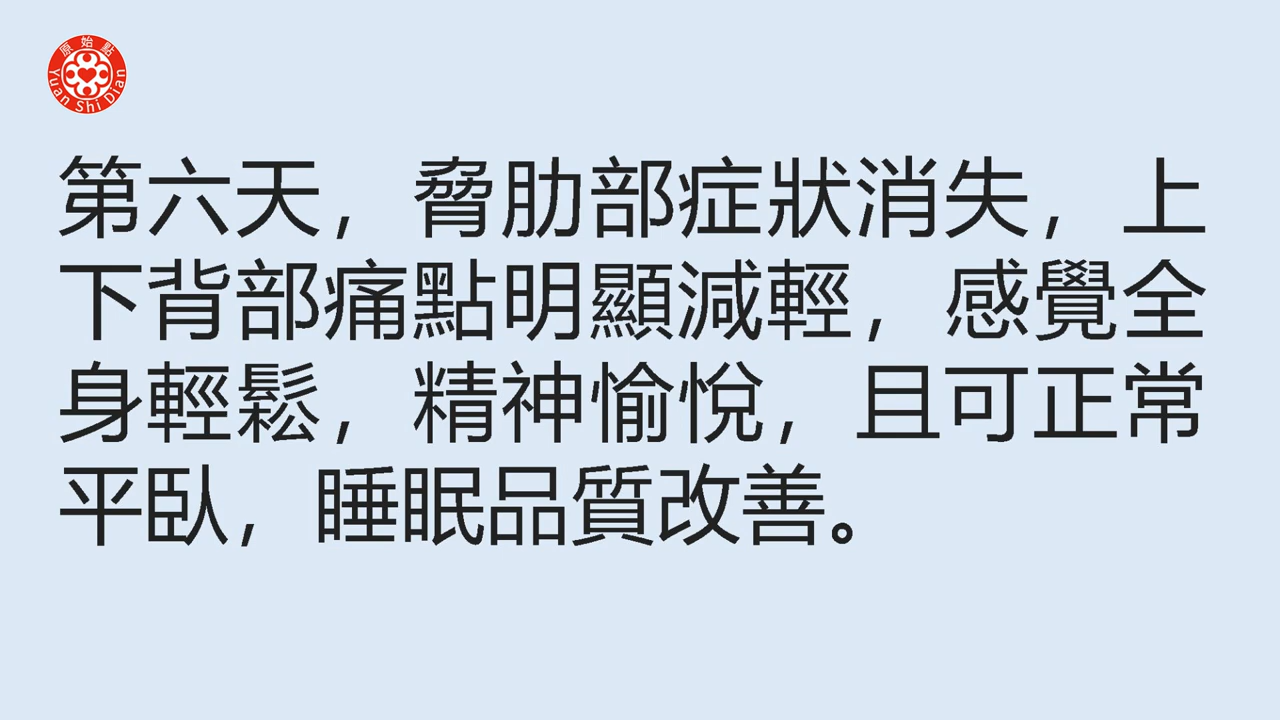 原始點
Yuan Shi Dian
第六天，脅肋部症狀消失，上
下背部痛點明顯減輕，感覺全
身輕鬆，精神愉悅，且可正常
平臥，睡眠品質改善。